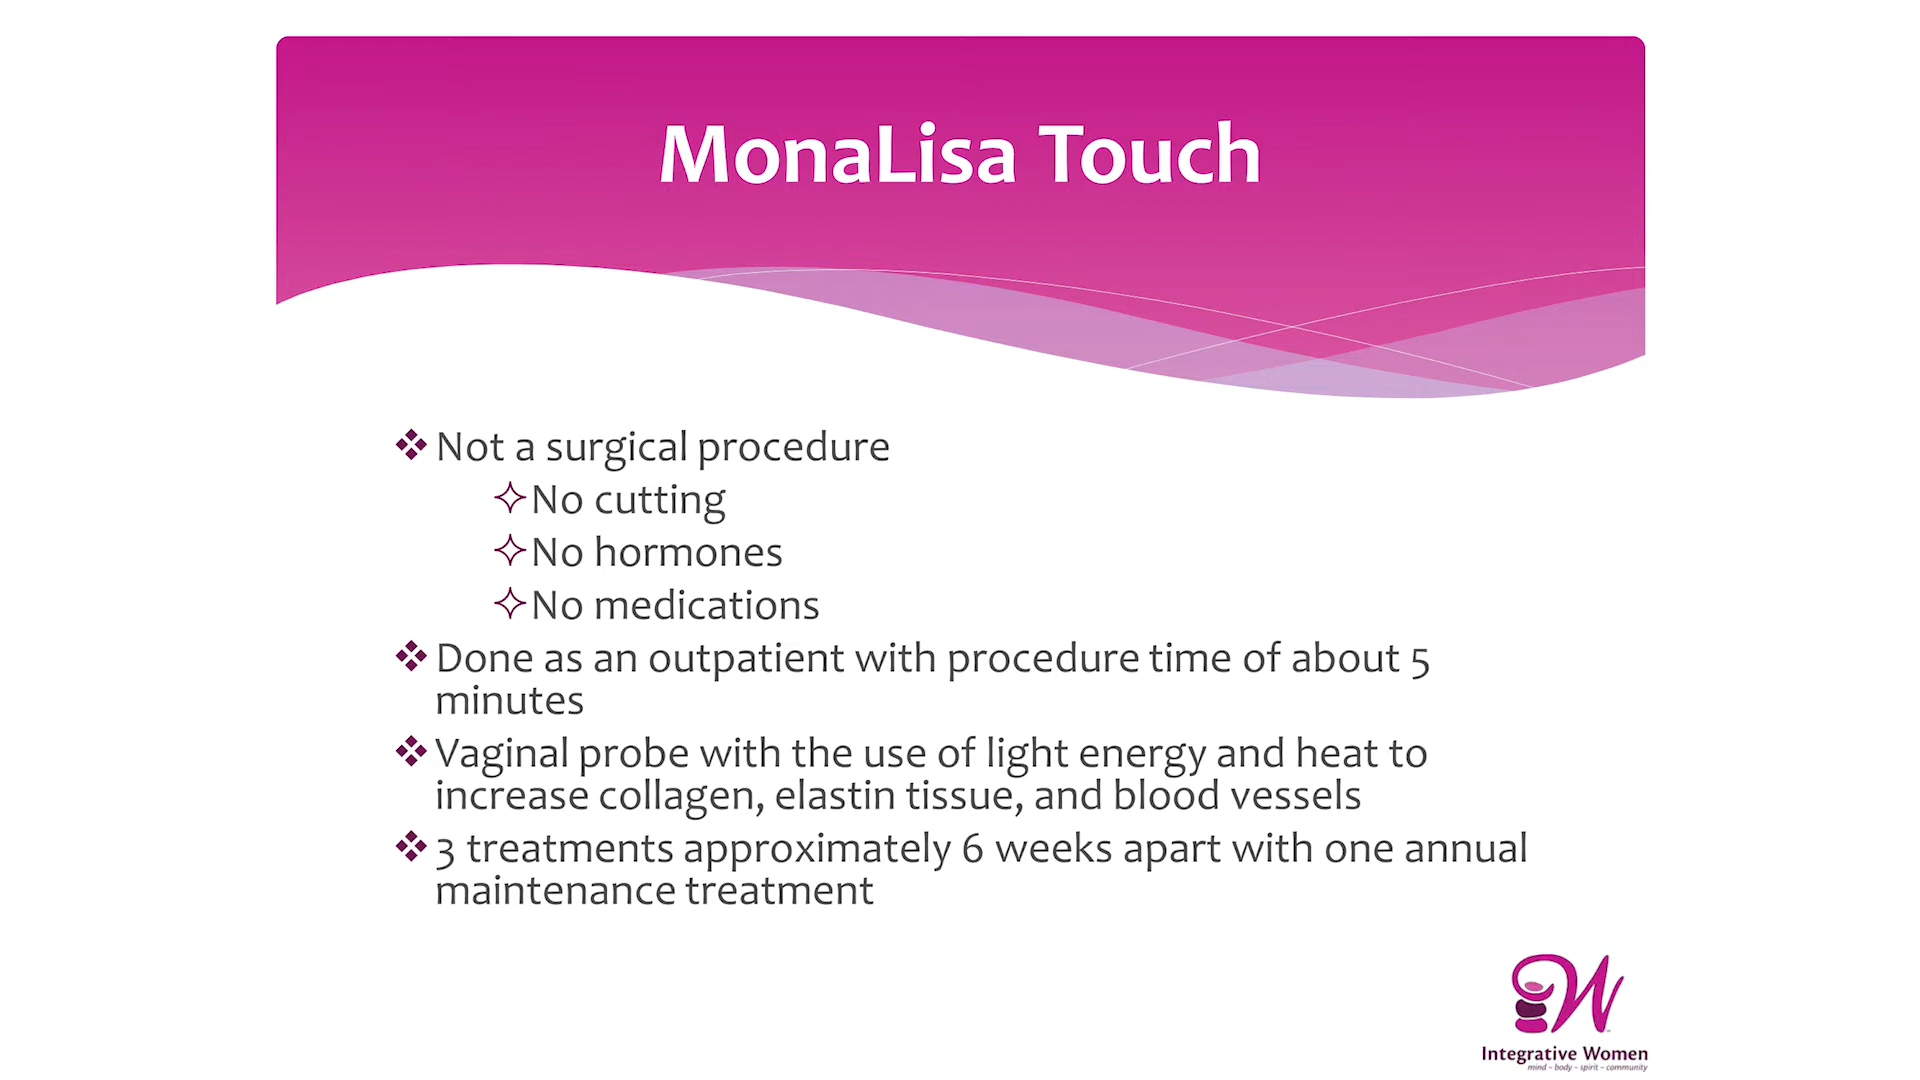 MonaLisa Touch
Not a surgical procedure
No cutting
No hormones
No medications
Done as an outpatient with procedure time of about 5
minutes
Vaginal probe with the use of light energy and heat to
increase collagen, elastin tissue, and blood vessels
3 treatments approximately 6 weeks apart with one annual
maintenance treatment
Integrative Women
mind – body – spirit – community